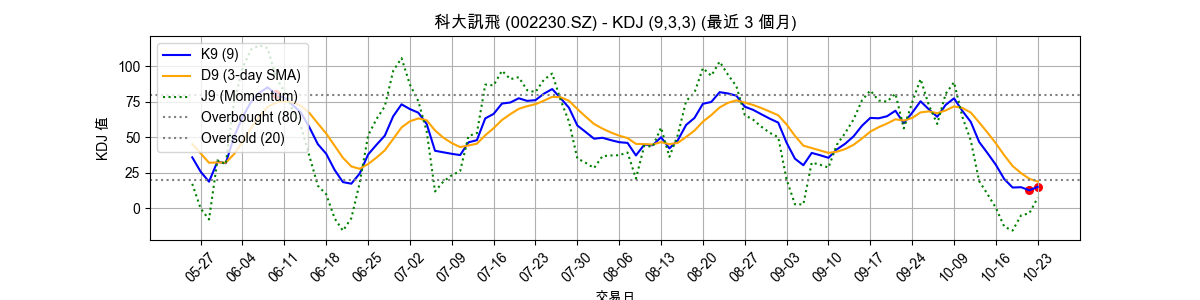 科大訊飛 (002230.SZ) - KDJ (9,3,3) (最近 3 個月)
K9 (9)
D9 (3-day SMA)
J9 (Momentum)
Overbought (80)
Oversold (20)
KDJ 值
100
75
50
25
0
05-27 06-04 06-11 06-18 06-25 07-02 07-09 07-16 07-23 07-30 08-06 08-13 08-20 08-27 09-03 09-10 09-17 09-24 10-09 10-16 10-23
交易日